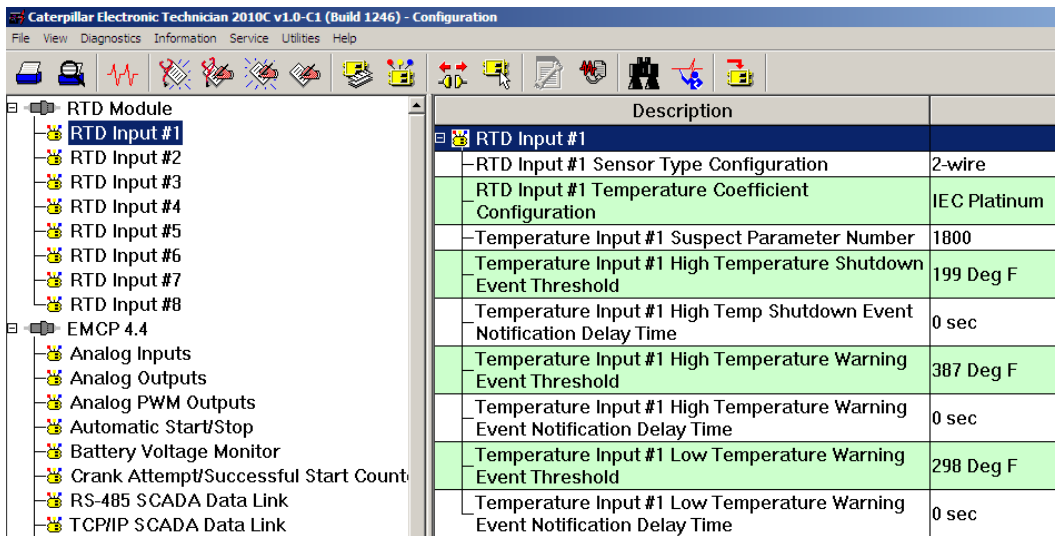 Caterpillar Electronic Technician 2010C v1.0-C1 (Build 1246) - Configuration
File View Diagnostics Information Service Utilities Help
RTD Module
RTD Input #1
RTD Input #2
RTD Input #3
RTD Input #4
RTD Input #5
RTD Input #6
RTD Input #7
RTD Input #8
EMCP 4.4
Analog Inputs
Analog Outputs
Analog PWM Outputs
Automatic Start/Stop
Battery Voltage Monitor
Crank Attempt/Successful Start Count
RS-485 SCADA Data Link
TCP/IP SCADA Data Link
Description
RTD Input #1
RTD Input #1 Sensor Type Configuration 2-wire
RTD Input #1 Temperature Coefficient
Configuration IEC Platinum
Temperature Input #1 Suspect Parameter Number 1800
Temperature Input #1 High Temperature Shutdown
Event Threshold 199 Deg F
Temperature Input #1 High Temp Shutdown Event
Notification Delay Time 0 sec
Temperature Input #1 High Temperature Warning
Event Threshold 387 Deg F
Temperature Input #1 High Temperature Warning
Event Notification Delay Time 0 sec
Temperature Input #1 Low Temperature Warning
Event Threshold 298 Deg F
Temperature Input #1 Low Temperature Warning
Event Notification Delay Time 0 sec